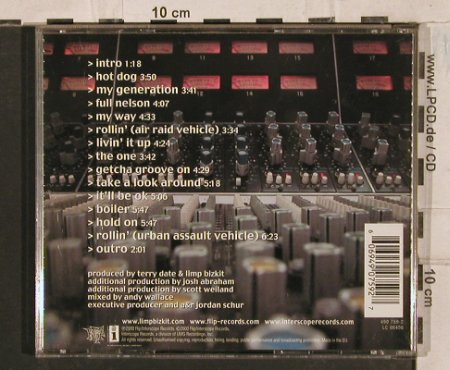 10 cm
> intro 1:18
> hot dog 3:50
> my generation 3:41
> full nelson 4:07
> my way 4:33
> rollin' (air raid vehicle) 3:34
> livin' it up 4:24
> the one 3:42
> getcha groove on 4:29
> take a look around 5:18
> it'll be ok 5:06
> boiler 5:47
> hold on 5:47
> rollin' (urban assault vehicle) 6:23
> outro 2:01
produced by terry date & limp bizkit
additional production by josh abraham
additional production by scott weiland
mixed by andy wallace
executive producer and a&r jordan schur
www.limpbizkit.com www.flip-records.com www.interscoperecords.com
www.LPCD.de / CD
10 cm